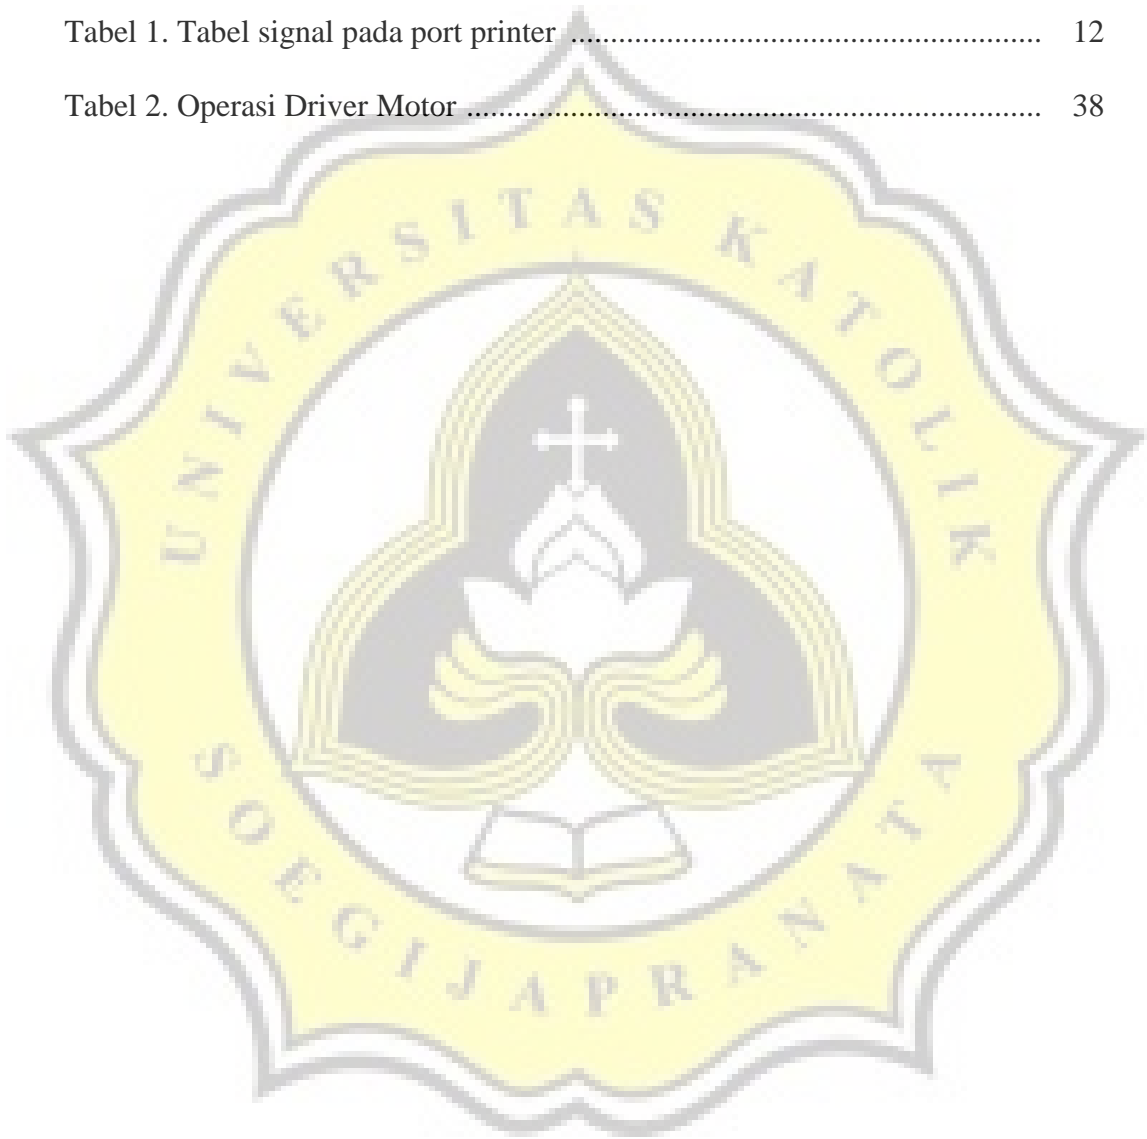 Tabel 1. Tabel signal pada port printer ............................................................ 12
Tabel 2. Operasi Driver Motor ......................................................................... 38
UNIVERSITAS KATOLIK
SOEGIJAPRANATA